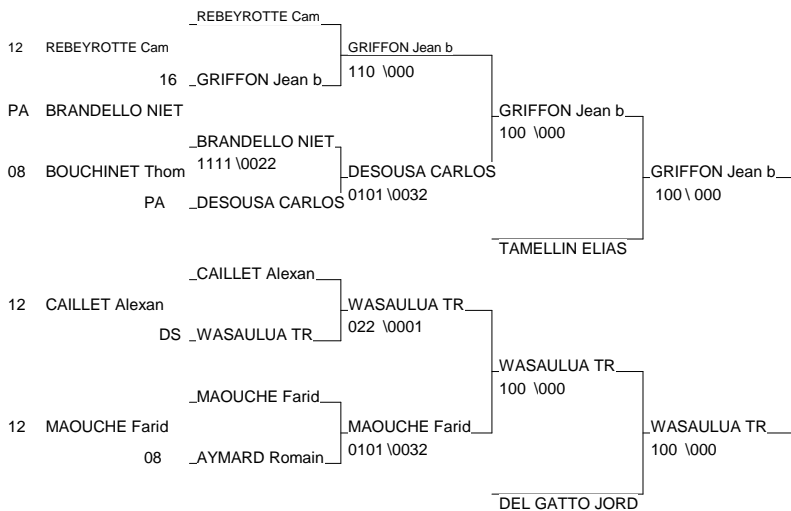 REBEYROTTE Cam
12 REBEYROTTE Cam GRIFFON Jean b
16 GRIFFON Jean b 110 \000
PA BRANDELLO NIET GRIFFON Jean b
100 \000
BRANDELLO NIET
1111 \0022
08 BOUCHINET Thom DESOUSA CARLOS GRIFFON Jean b
0101 \0032 100 \ 000
PA DESOUSA CARLOS
TAMELLIN ELIAS
CAILLET Alexan
12 CAILLET Alexan WASAULUA TR
022 \0001
DS WASAULUA TR
WASAULUA TR
100 \000
MAOUCHE Farid
12 MAOUCHE Farid MAOUCHE Farid WASAULUA TR
0101 \0032 100 \000
08 AYMARD Romain
DEL GATTO JORD